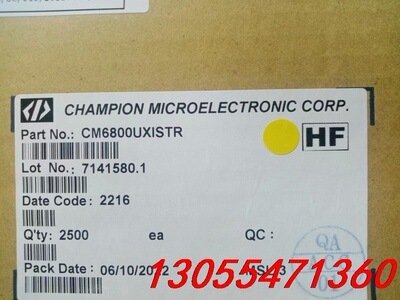 CHAMPION MICROELECTRONIC CORP.
Part No.: CM6800UXISTR
HF
Lot No.: 7141580.1
Date Code: 2216
Q'ty: 2500 ea QC :
QA
Pack Date: 06/10/2022
13055471360